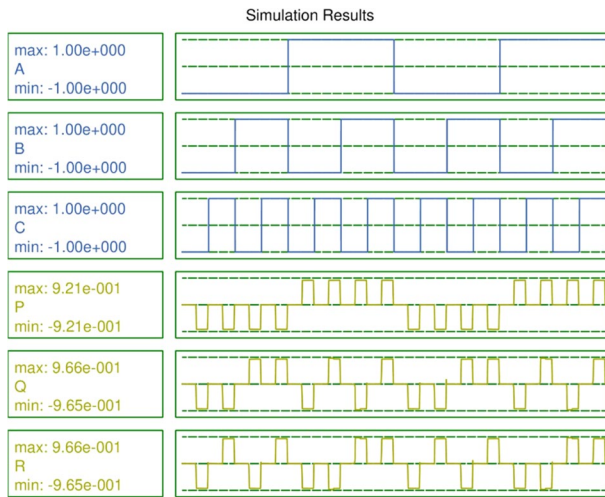 Simulation Results
max: 1.00e+000
A
min: -1.00e+000
max: 1.00e+000
B
min: -1.00e+000
max: 1.00e+000
C
min: -1.00e+000
max: 9.21e-001
P
min: -9.21e-001
max: 9.66e-001
Q
min: -9.65e-001
max: 9.66e-001
R
min: -9.65e-001